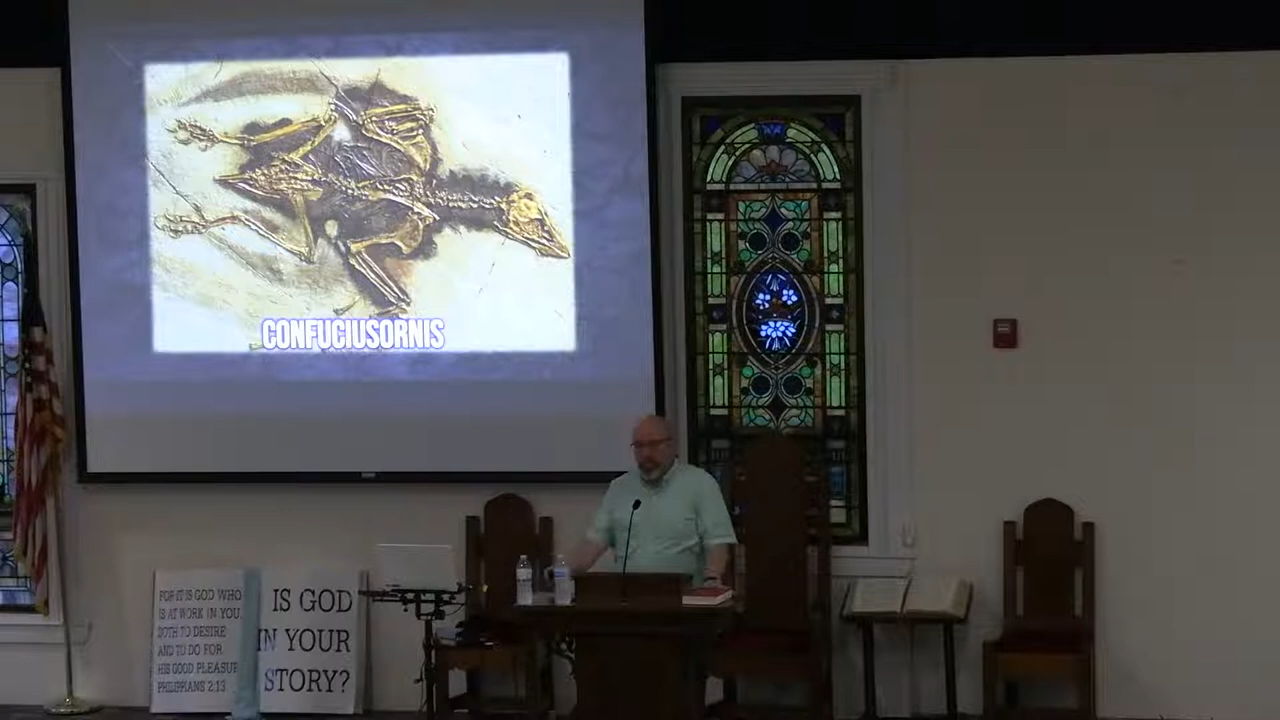 CONFUCIUSORNIS
FOR IT IS GOD WHO
IS AT WORK IN YOU,
BOTH TO DESIRE
AND TO DO FOR
HIS GOOD PLEASUR
PHILIPPIANS 2:13
IS GOD
IN YOUR
STORY?